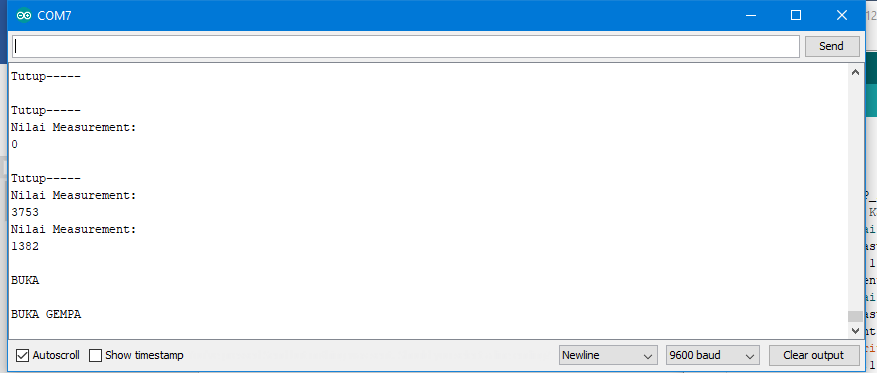 COM7
Send
Tutup-----
Tutup-----
Nilai Measurement:
0
Tutup-----
Nilai Measurement:
3753
Nilai Measurement:
1382
BUKA
BUKA GEMPA
Autoscroll
Show timestamp
Newline
9600 baud
Clear output